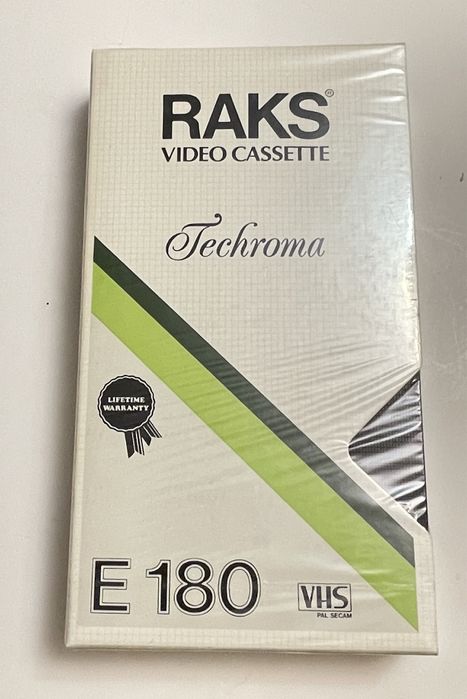 RAKS®
VIDEO CASSETTE
Techroma
LIFETIME
WARRANTY
E 180
VHS
PAL SECAM